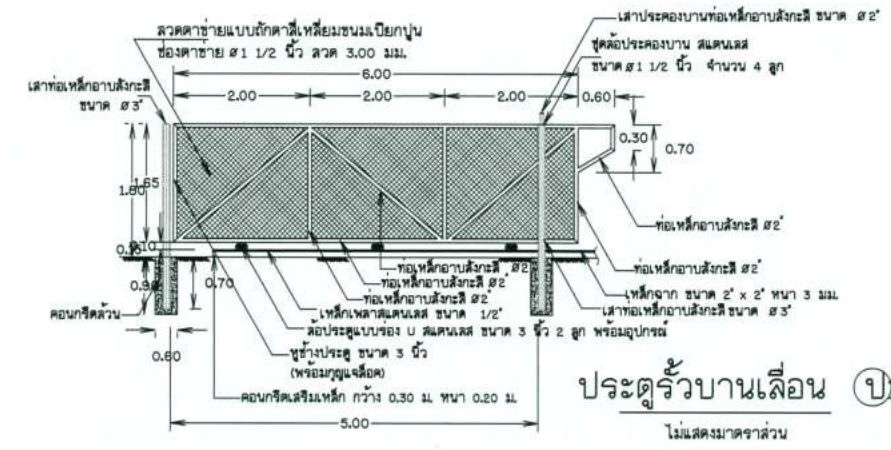 ลวดตาข่ายแบบถักตาสี่เหลี่ยมขนมเปียกปูน
ช่องตาข่าย ø1 1/2 นิ้ว ลวด 3.00 มม.
เสาประคองบานท่อเหล็กอาบสังกะสี ขนาด ø2"
ชุดล้อประคองบาน สแตนเลส
ขนาดø1 1/2 นิ้ว จำนวน 4 ลูก
6.00
เสาท่อเหล็กอาบสังกะสี
ขนาด ø3"
2.00
2.00
2.00
0.60
0.30
0.70
1.65
1.80
ท่อเหล็กอาบสังกะสี ø2"
0.10
ท่อเหล็กอาบสังกะสี ø2"
ท่อเหล็กอาบสังกะสี ø2"
ท่อเหล็กอาบสังกะสี ø2"
0.90
0.70
ท่อเหล็กอาบสังกะสี ø2"
เหล็กฉาก ขนาด 2" x 2" หนา 3 มม.
คอนกรีตล้วน
เหล็กเพลาสแตนเลส ขนาด 1/2"
เสาท่อเหล็กอาบสังกะสี ขนาด ø3"
ล้อประตูแบบร่อง U สแตนเลส ขนาด 3 นิ้ว 2 ลูก พร้อมอุปกรณ์
0.60
หูช้างประตู ขนาด 3 นิ้ว
(พร้อมกุญแจล็อค)
คอนกรีตเสริมเหล็ก กว้าง 0.30 ม. หนา 0.20 ม.
5.00
ประตูรั้วบานเลื่อน
ไม่แสดงมาตราส่วน